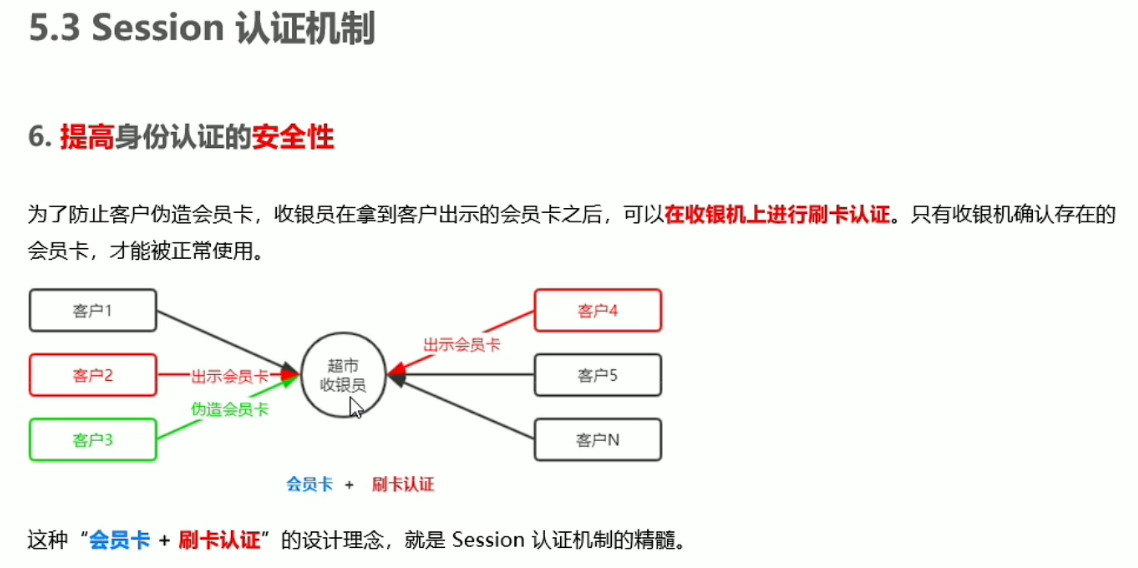 5.3 Session 认证机制
6. 提高身份认证的安全性
为了防止客户伪造会员卡，收银员在拿到客户出示的会员卡之后，可以在收银机上进行刷卡认证。只有收银机确认存在的
会员卡，才能被正常使用。
客户1
客户4
出示会员卡
超市
收银员
客户2
出示会员卡
客户5
伪造会员卡
客户3
客户N
会员卡 + 刷卡认证
这种“会员卡 + 刷卡认证”的设计理念，就是 Session 认证机制的精髓。